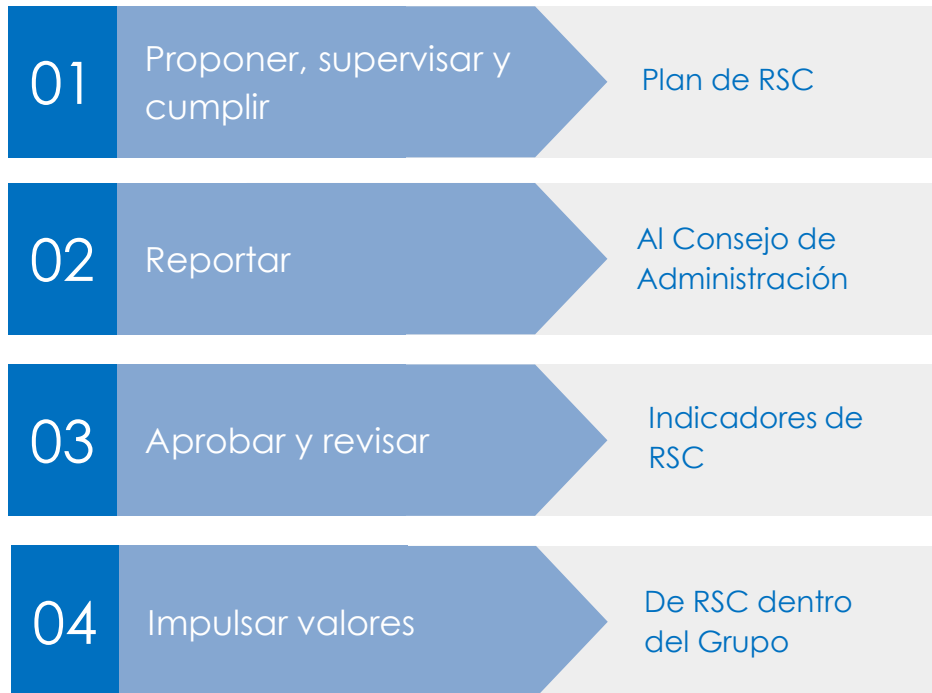 01
Proponer, supervisar y
cumplir
Plan de RSC
02
Reportar
Al Consejo de
Administración
03
Aprobar y revisar
Indicadores de
RSC
04
Impulsar valores
De RSC dentro
del Grupo